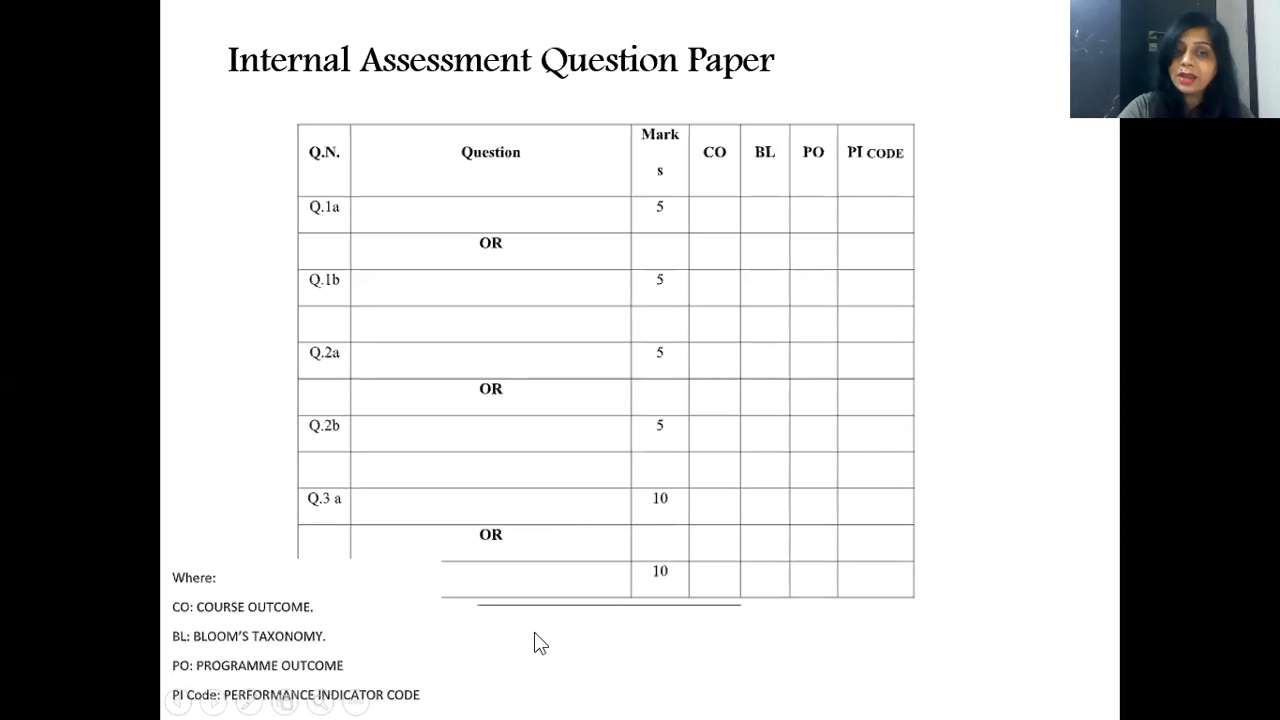 Internal Assessment Question Paper
Q.N. Question Mark s CO BL PO PI CODE
Q.1a 5
OR
Q.1b 5
Q.2a 5
OR
Q.2b 5
Q.3 a 10
OR
10
Where:
CO: COURSE OUTCOME.
BL: BLOOM'S TAXONOMY.
PO: PROGRAMME OUTCOME
PI Code: PERFORMANCE INDICATOR CODE